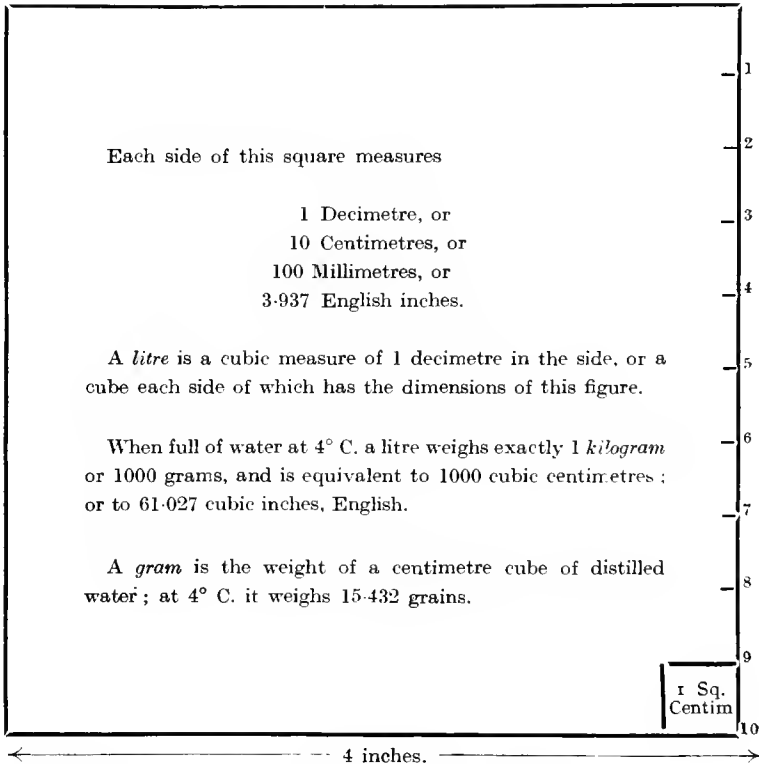 1
2
Each side of this square measures
1 Decimetre, or
3
10 Centimetres, or
100 Millimetres, or
4
3·937 English inches.
A litre is a cubic measure of 1 decimetre in the side, or a
5
cube each side of which has the dimensions of this figure.
6
When full of water at 4° C. a litre weighs exactly 1 kilogram
or 1000 grams, and is equivalent to 1000 cubic centimetres ;
or to 61·027 cubic inches, English.
7
A gram is the weight of a centimetre cube of distilled
8
water ; at 4° C. it weighs 15·432 grains.
9
1 Sq.
Centim
10
4 inches.